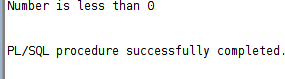 Number is less than 0
PL/SQL procedure successfully completed.